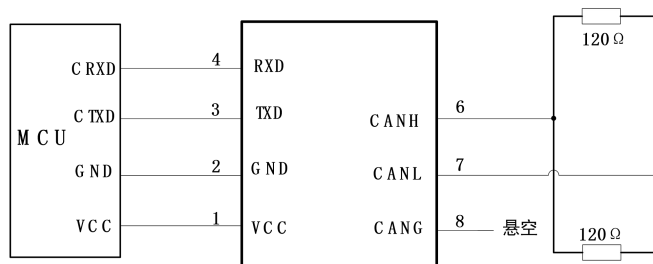 120Ω
CRXD 4 RXD
CTXD 3 TXD CANH 6
MCU
GND 2 GND CANL 7
VCC 1 VCC CANG 8 悬空
120Ω